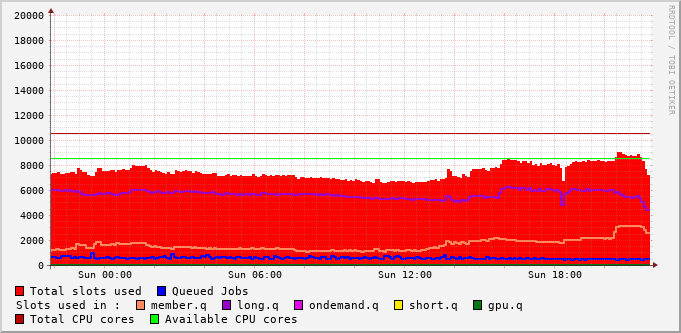 20000
18000
16000
14000
12000
10000
8000
6000
4000
2000
0
Sun 00:00 Sun 06:00 Sun 12:00 Sun 18:00
Total slots used Queued Jobs
Slots used in : member.q long.q ondemand.q short.q gpu.q
Total CPU cores Available CPU cores
RRDTOOL / TOBI OETIKER